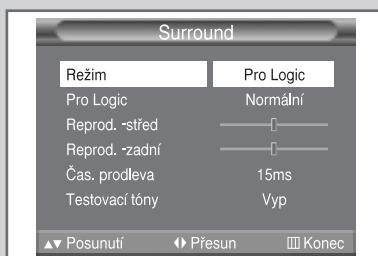 Surround
Režim Pro Logic
Pro Logic Normální
Reprod. -střed
Reprod. -zadní
Čas. prodleva 15ms
Testovací tóny Vyp
▲▼ Posunutí ◀▶ Přesun Konec